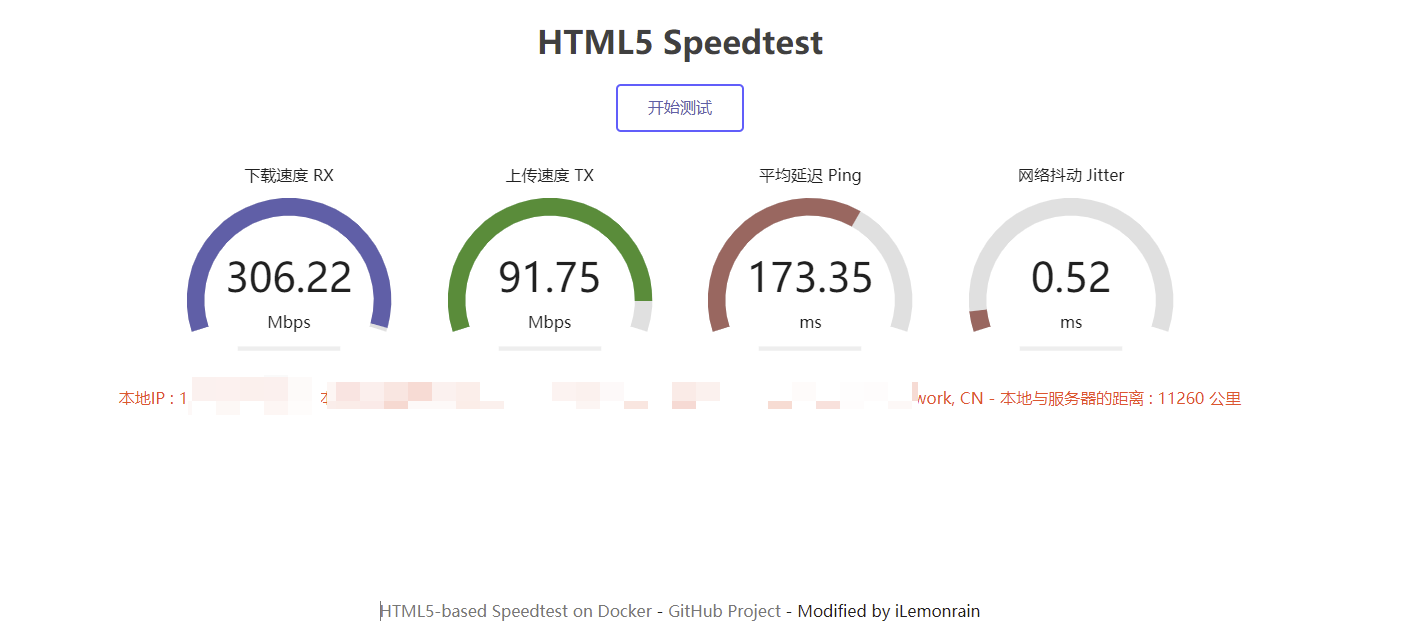 HTML5 Speedtest
开始测试
下载速度 RX 上传速度 TX 平均延迟 Ping 网络抖动 Jitter
306.22 91.75 173.35 0.52
Mbps Mbps ms ms
本地IP : 1 work, CN - 本地与服务器的距离 : 11260 公里
HTML5-based Speedtest on Docker - GitHub Project - Modified by iLemonrain